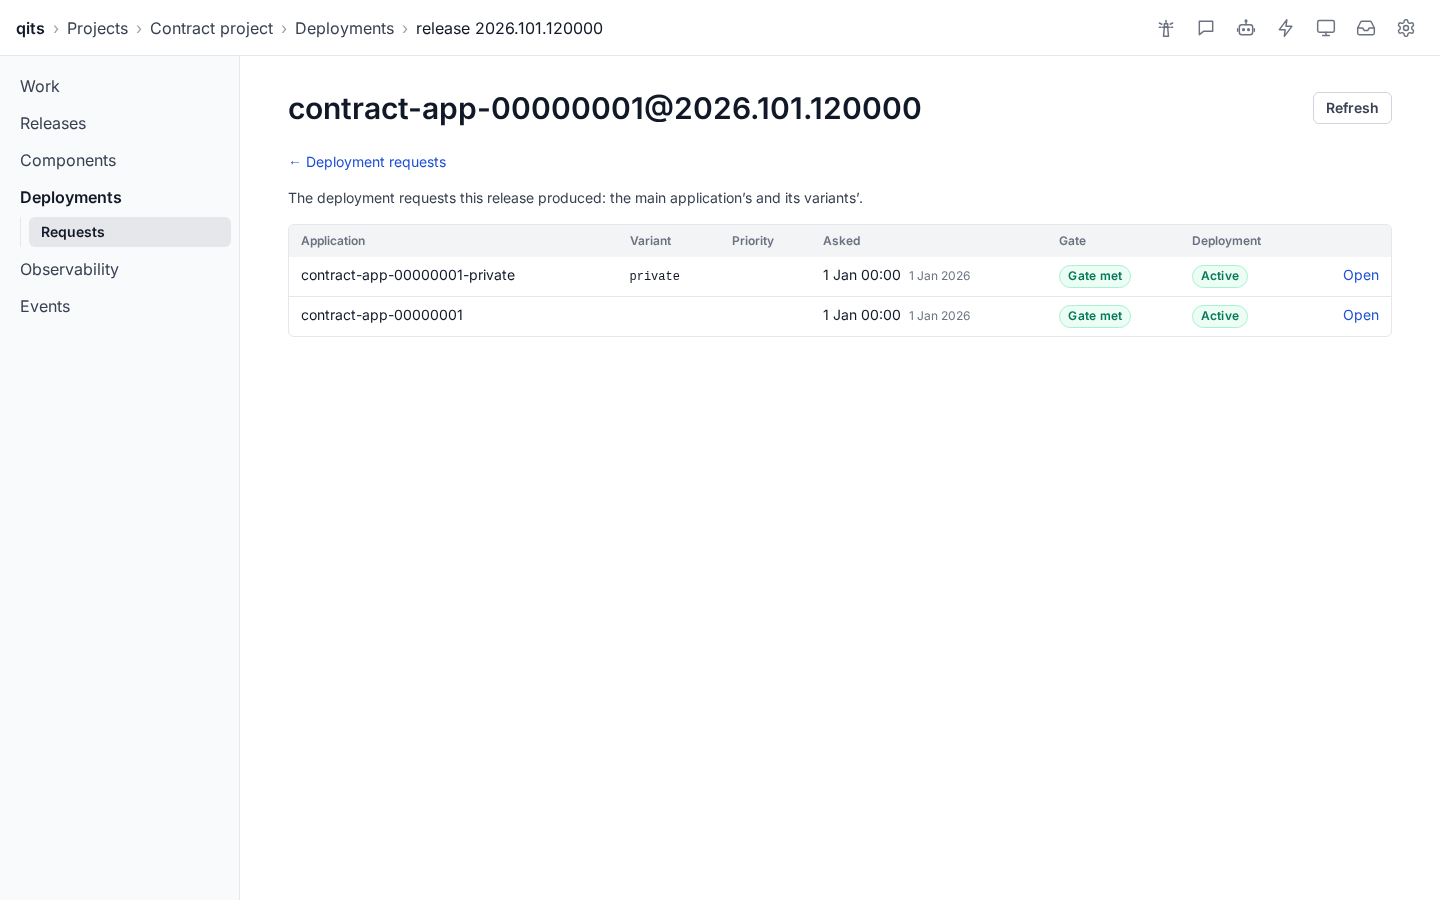 qits › Projects › Contract project › Deployments › release 2026.101.120000
Work
Releases
Components
Deployments
Requests
Observability
Events
contract-app-00000001@2026.101.120000
Refresh
← Deployment requests
The deployment requests this release produced: the main application’s and its variants’.
Application Variant Priority Asked Gate Deployment
contract-app-00000001-private private 1 Jan 00:00 1 Jan 2026 Gate met Active Open
contract-app-00000001 1 Jan 00:00 1 Jan 2026 Gate met Active Open